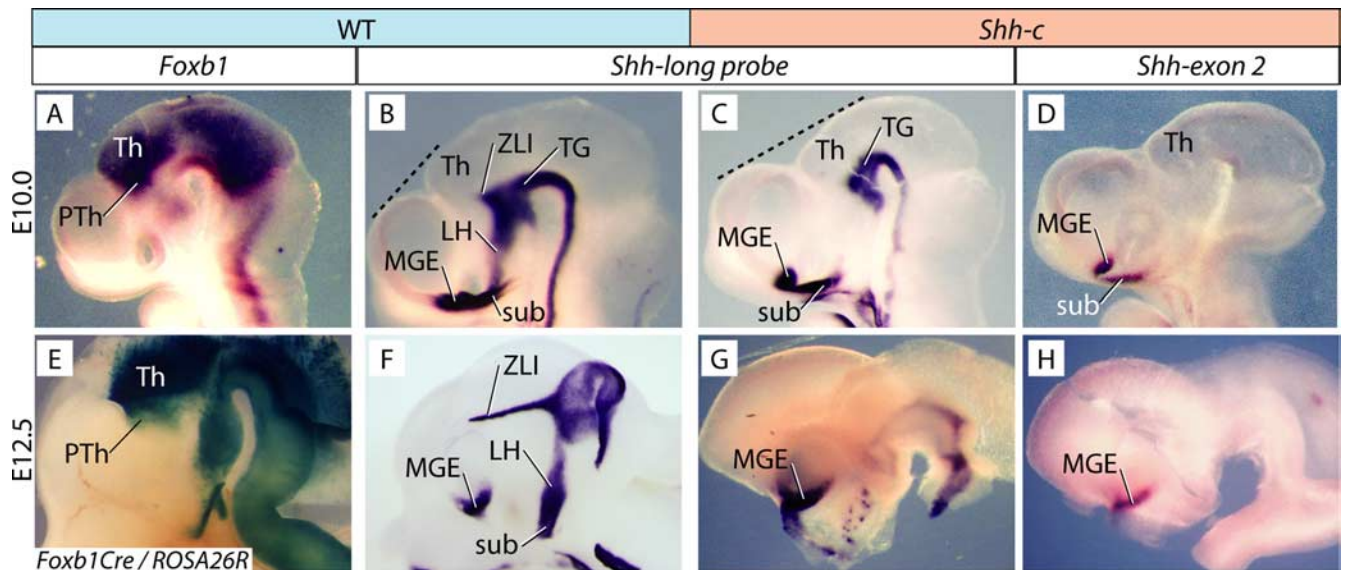 WT Shh-c
Foxb1 Shh-long probe Shh-exon 2
E10.0
A Th PTh
B Th ZLI TG LH MGE sub
C Th TG MGE sub
D Th MGE sub
E12.5
E Th PTh
Foxb1Cre / ROSA26R
F ZLI LH MGE sub
G MGE
H MGE